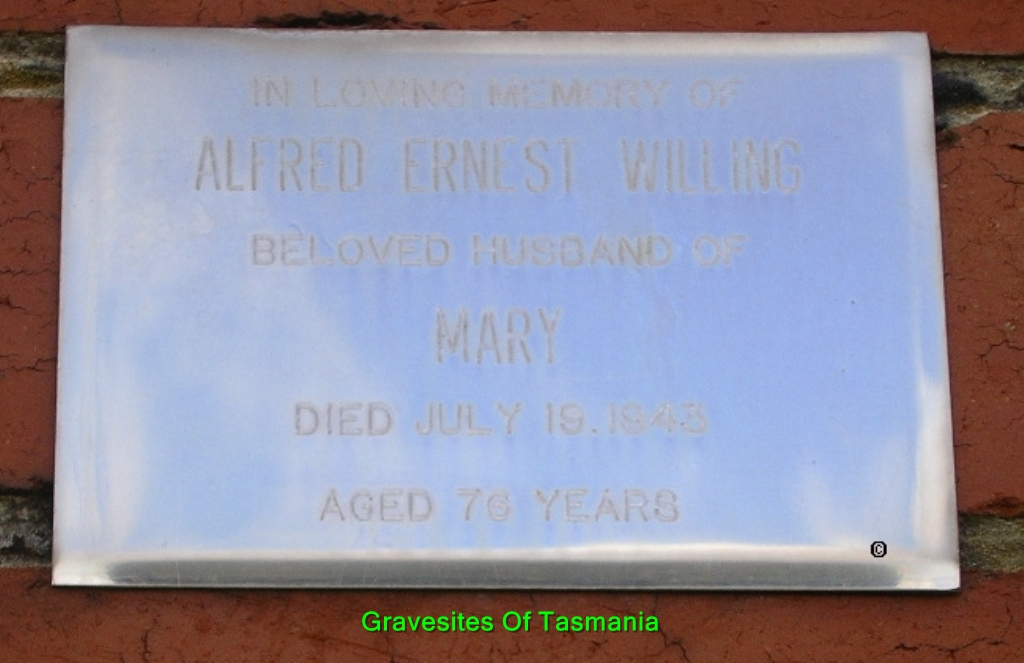 IN LOVING MEMORY OF
ALFRED ERNEST WILLING
BELOVED HUSBAND OF
MARY
DIED JULY 19.1943
AGED 76 YEARS
©
Gravesites Of Tasmania